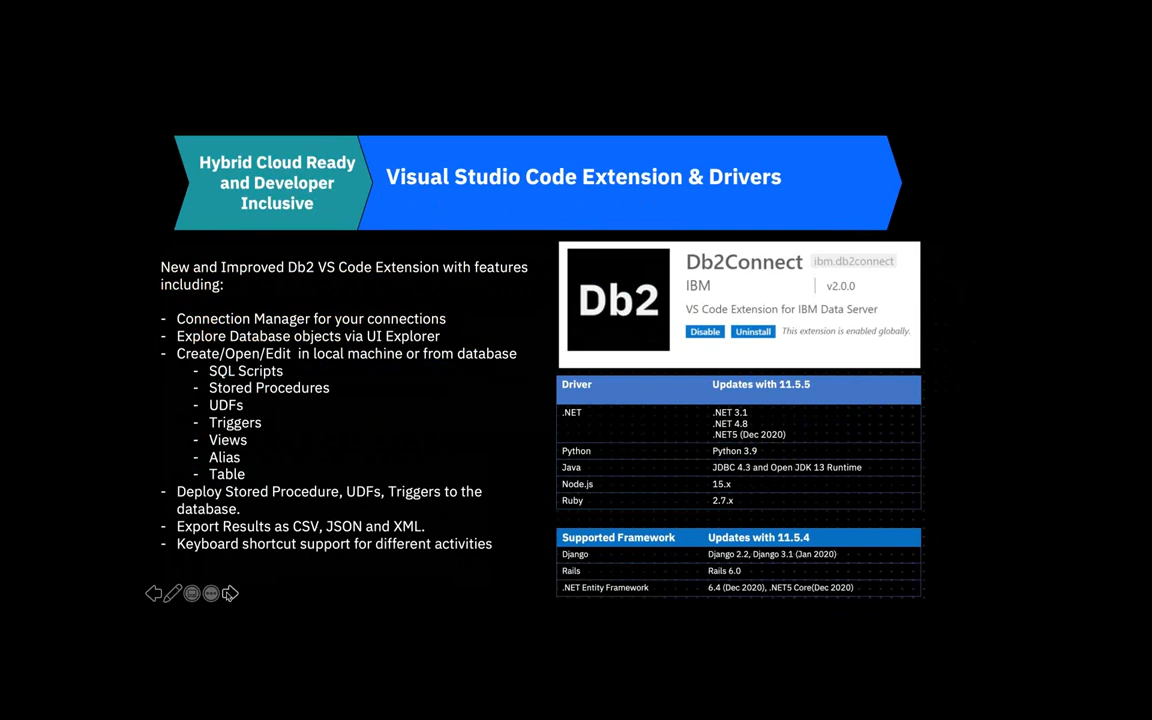 Hybrid Cloud Ready
and Developer
Inclusive
Visual Studio Code Extension & Drivers
New and Improved Db2 VS Code Extension with features
including:
- Connection Manager for your connections
- Explore Database objects via UI Explorer
- Create/Open/Edit in local machine or from database
- SQL Scripts
- Stored Procedures
- UDFs
- Triggers
- Views
- Alias
- Table
- Deploy Stored Procedure, UDFs, Triggers to the
database.
- Export Results as CSV, JSON and XML.
- Keyboard shortcut support for different activities
Db2
Db2Connect ibm.db2connect
IBM v2.0.0
VS Code Extension for IBM Data Server
Disable Uninstall This extension is enabled globally.
Driver Updates with 11.5.5
.NET .NET 3.1
.NET 4.8
.NET5 (Dec 2020)
Python Python 3.9
Java JDBC 4.3 and Open JDK 13 Runtime
Node.js 15.x
Ruby 2.7.x
Supported Framework Updates with 11.5.4
Django Django 2.2, Django 3.1 (Jan 2020)
Rails Rails 6.0
.NET Entity Framework 6.4 (Dec 2020), .NET5 Core(Dec 2020)